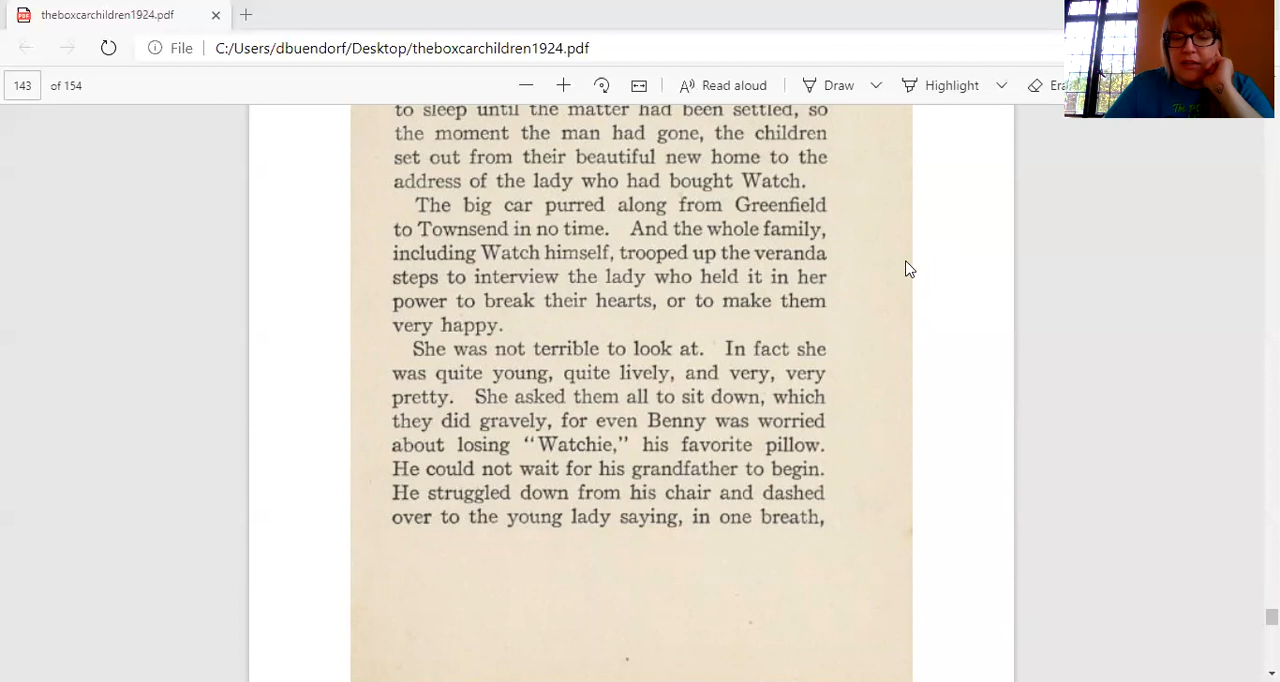 theboxcarchildren1924.pdf
File
C:/Users/dbuendorf/Desktop/theboxcarchildren1924.pdf
143 of 154
Read aloud
Draw
Highlight
to sleep until the matter had been settled, so
the moment the man had gone, the children
set out from their beautiful new home to the
address of the lady who had bought Watch.
The big car purred along from Greenfield
to Townsend in no time. And the whole family,
including Watch himself, trooped up the veranda
steps to interview the lady who held it in her
power to break their hearts, or to make them
very happy.
She was not terrible to look at. In fact she
was quite young, quite lively, and very, very
pretty. She asked them all to sit down, which
they did gravely, for even Benny was worried
about losing "Watchie," his favorite pillow.
He could not wait for his grandfather to begin.
He struggled down from his chair and dashed
over to the young lady saying, in one breath,